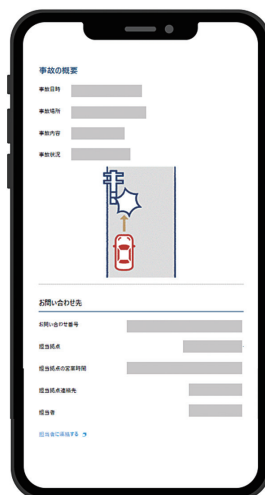 事故の概要
事故日時
事故場所
事故内容
事故状況
お問い合わせ先
お問い合わせ番号
担当拠点
担当拠点の営業時間
担当拠点連絡先
担当者
担当者に連絡する